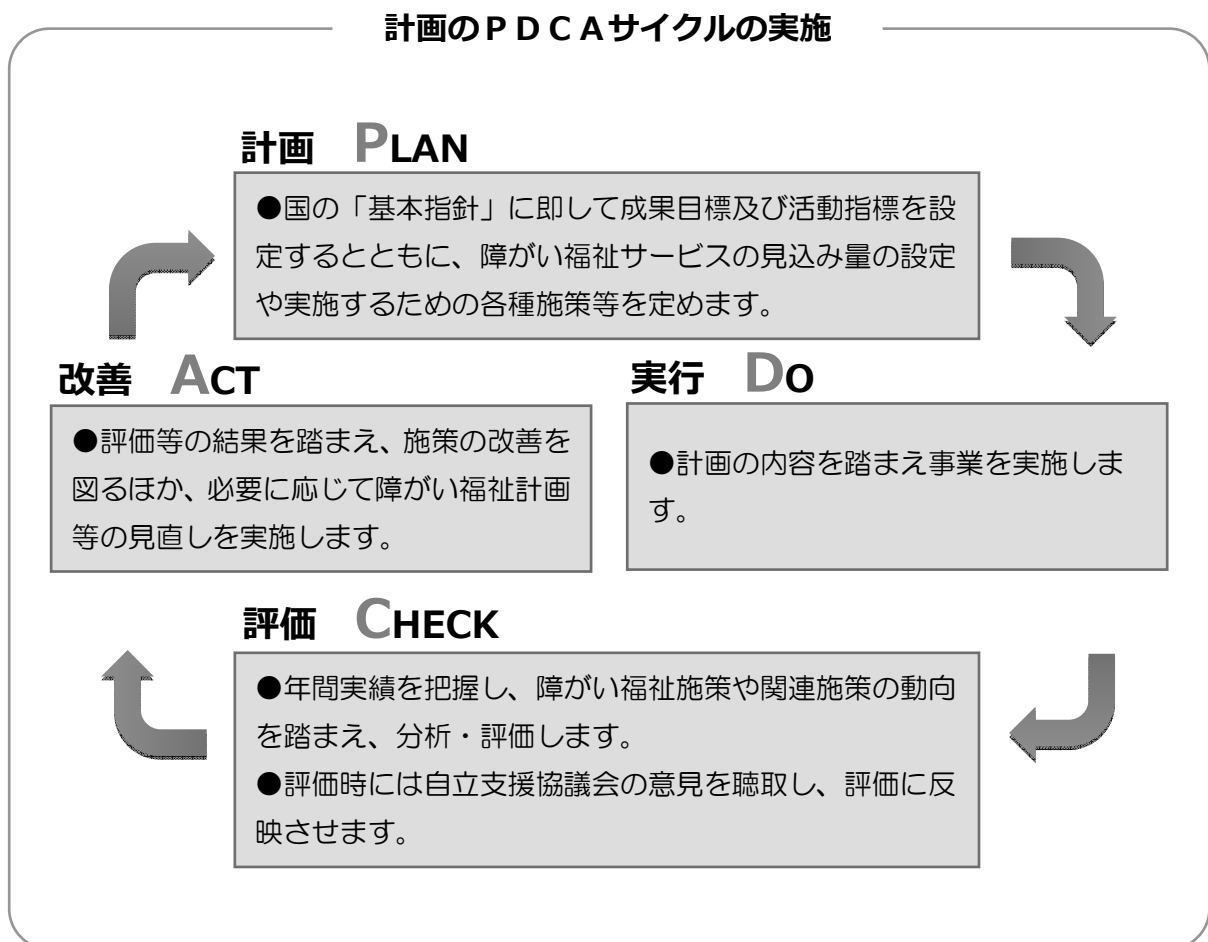 計画のＰＤＣＡサイクルの実施
計画 PLAN
●国の「基本指針」に即して成果目標及び活動指標を設
定するとともに、障がい福祉サービスの見込み量の設定
や実施するための各種施策等を定めます。
改善 ACT
●評価等の結果を踏まえ、施策の改善を
図るほか、必要に応じて障がい福祉計画
等の見直しを実施します。
実行 DO
●計画の内容を踏まえ事業を実施しま
す。
評価 CHECK
●年間実績を把握し、障がい福祉施策や関連施策の動向
を踏まえ、分析・評価します。
●評価時には自立支援協議会の意見を聴取し、評価に反
映させます。